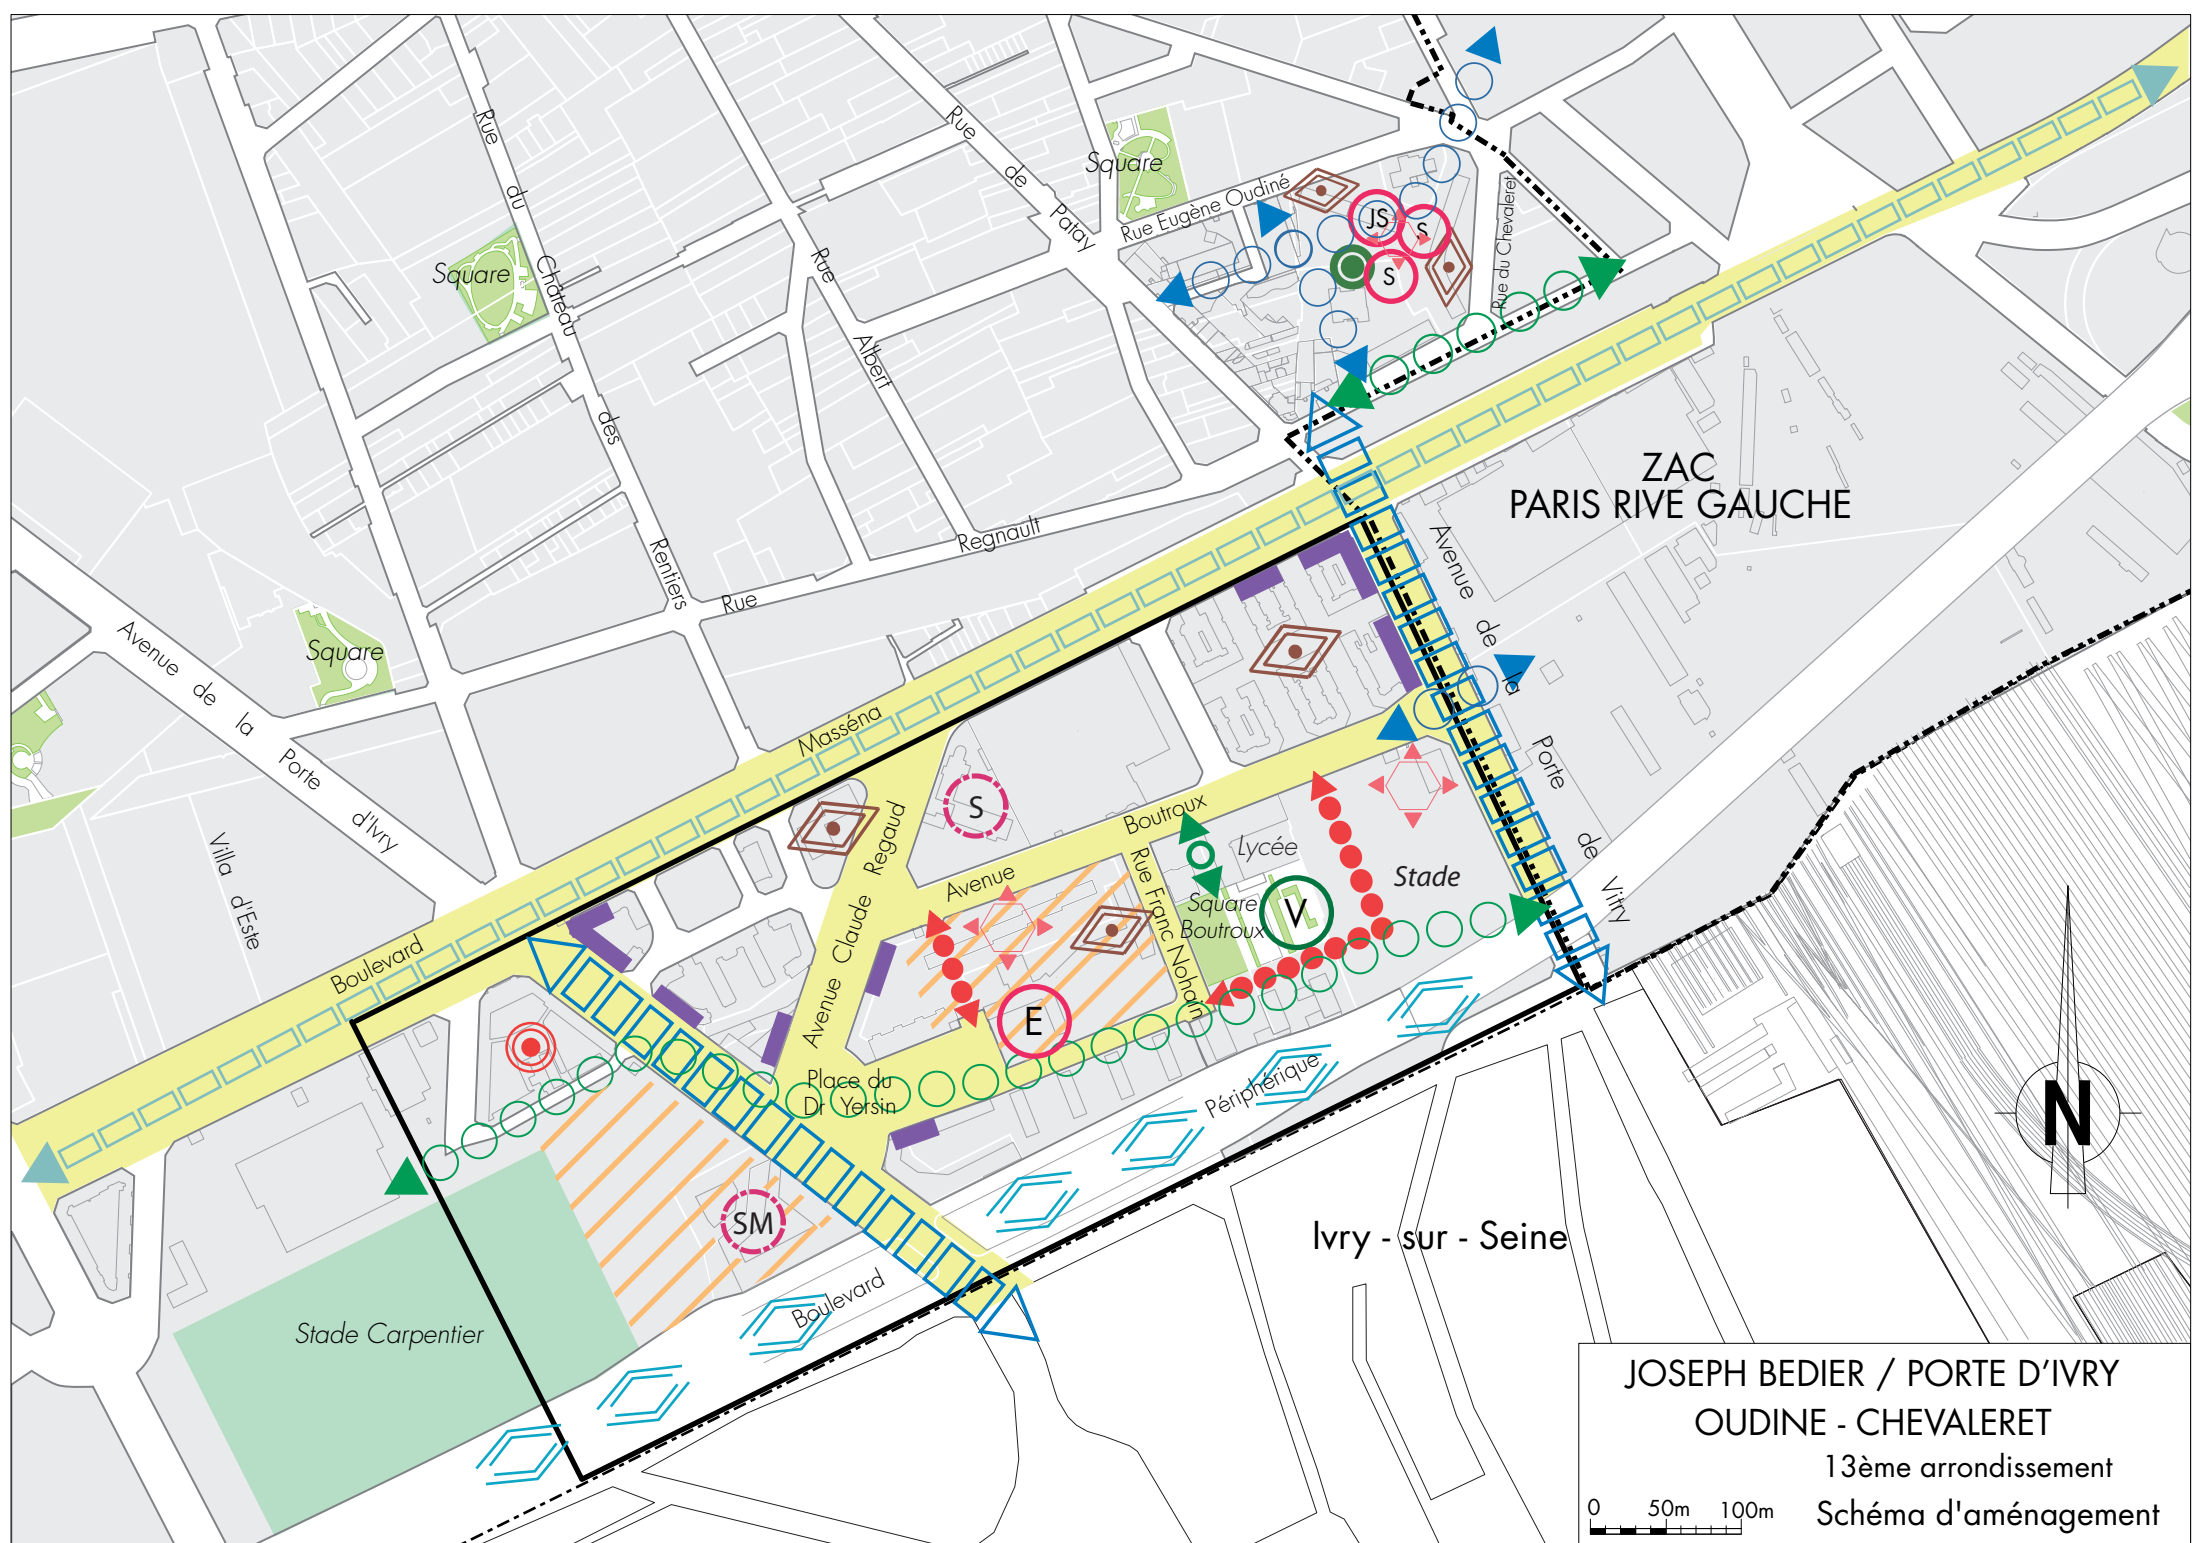 Rue
du
Château
des
Rentiers
Rue
de
Patay
Square
Rue Eugène Oudiné
JS
S
S
Rue du Chevaleret
Square
Rue
Albert
ZAC
PARIS RIVE GAUCHE
Rue
Regnault
Avenue
de
la
Porte
de
Vitry
Square
Avenue
de
la
Porte
d'Ivry
Villa
d'Este
Boulevard
Masséna
S
Avenue Claude Regaud
Avenue
Boutroux
Rue Franc Nohain
Lycée
Square
Boutroux
V
Stade
E
Place du
Dr Yersin
SM
Boulevard
Périphérique
Stade Carpentier
Ivry - sur - Seine
N
JOSEPH BEDIER / PORTE D'IVRY
OUDINE - CHEVALERET
13ème arrondissement
0 50m 100m
Schéma d'aménagement